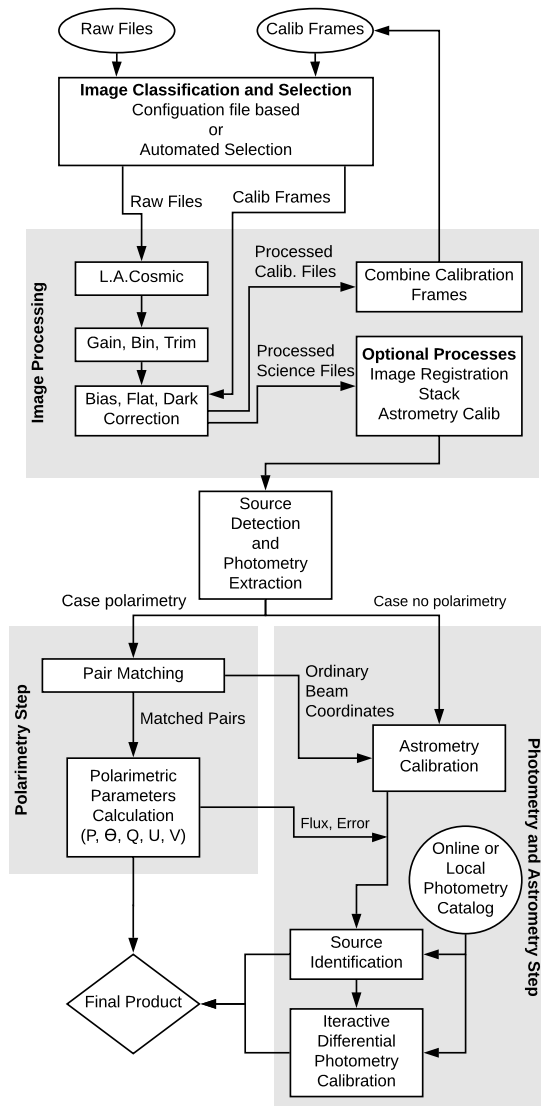 Raw Files
Calib Frames
Image Classification and Selection
Configuation file based
or
Automated Selection
Raw Files
Calib Frames
Image Processing
L.A.Cosmic
Processed
Calib. Files
Combine Calibration
Frames
Gain, Bin, Trim
Processed
Science Files
Optional Processes
Image Registration
Stack
Astrometry Calib
Bias, Flat, Dark
Correction
Source
Detection
and
Photometry
Extraction
Case polarimetry
Case no polarimetry
Polarimetry Step
Pair Matching
Ordinary
Beam
Coordinates
Matched Pairs
Astrometry
Calibration
Polarimetric
Parameters
Calculation
(P, Ө, Q, U, V)
Flux, Error
Photometry and Astrometry Step
Online or
Local
Photometry
Catalog
Source
Identification
Final Product
Iteractive
Differential
Photometry
Calibration